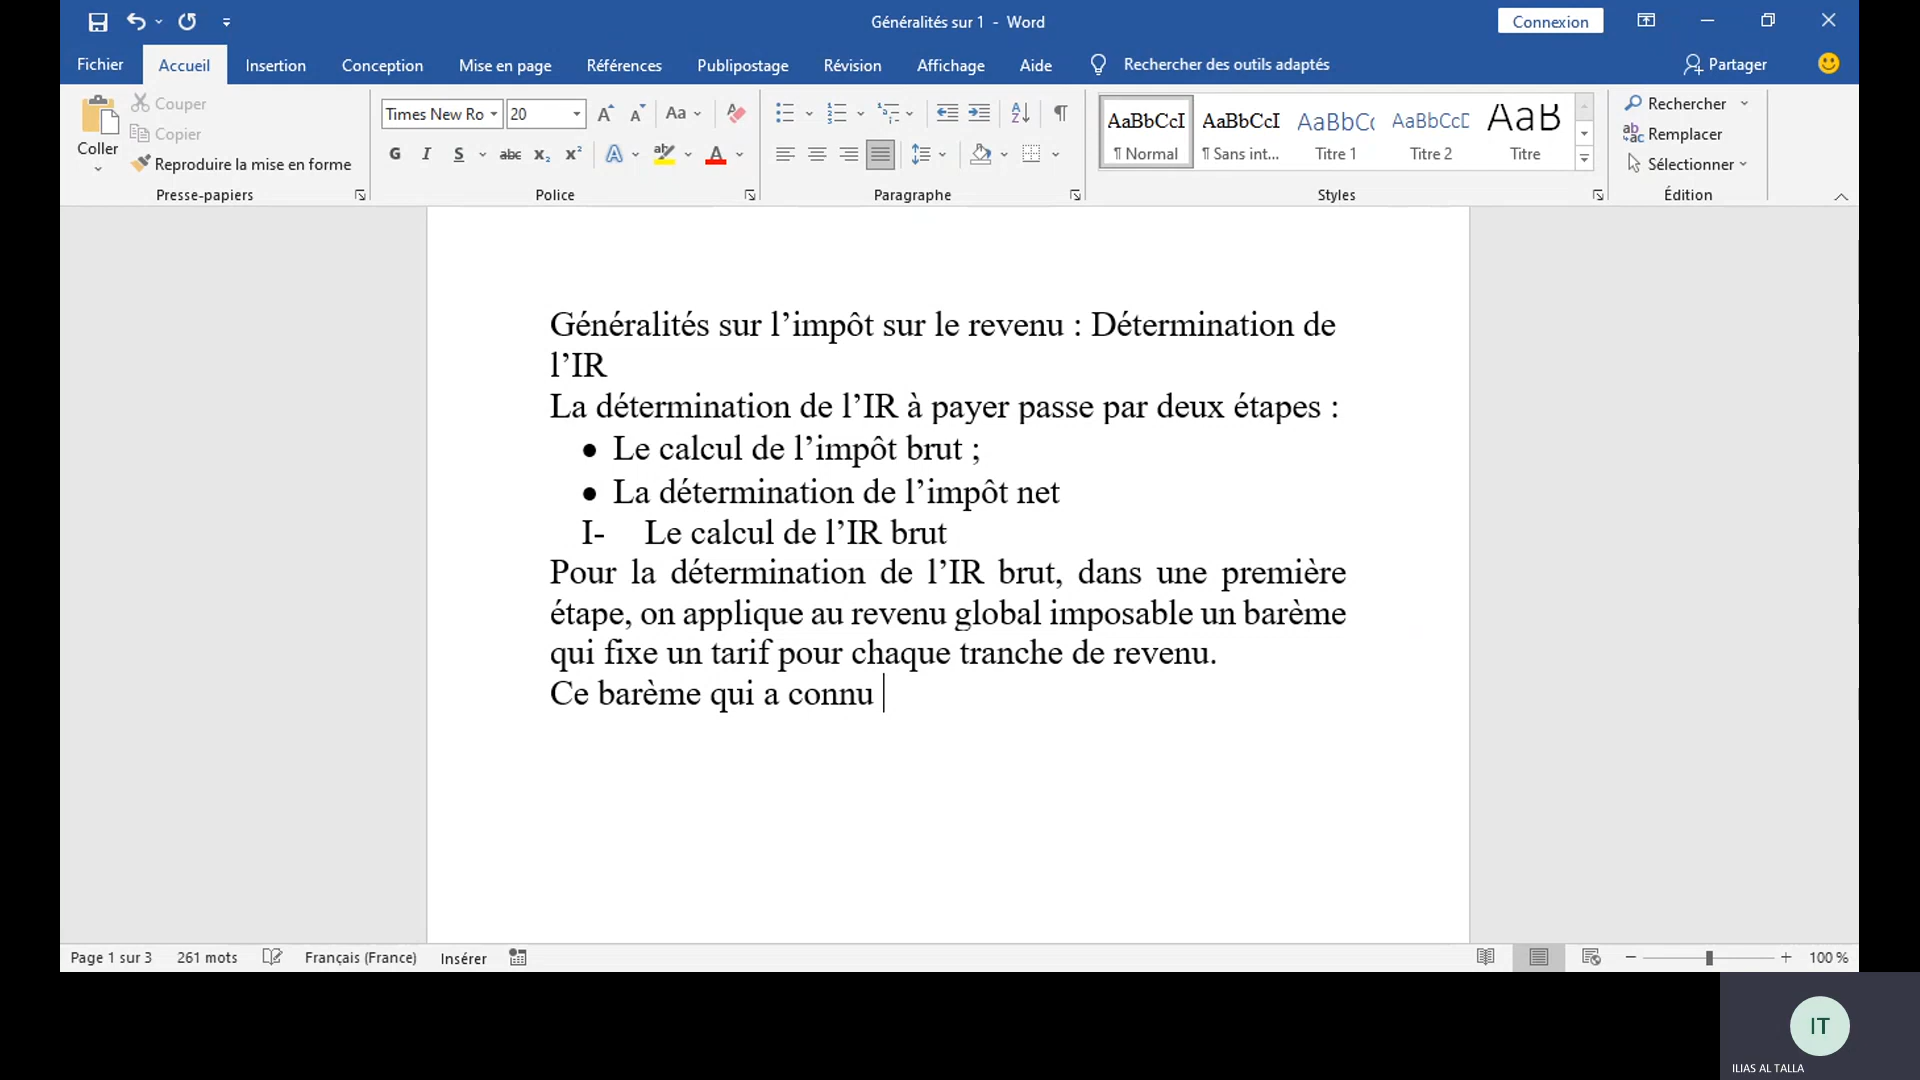 Généralités sur 1 - Word
Connexion
Fichier
Accueil
Insertion
Conception
Mise en page
Références
Publipostage
Révision
Affichage
Aide
Rechercher des outils adaptés
Partager
Coller
Couper
Copier
Reproduire la mise en forme
Presse-papiers
Times New Ro
20
Aa
G I S abc x₂ x²
Police
Paragraphe
AaBbCcI
¶ Normal
AaBbCcI
¶ Sans int...
AaBbCc
Titre 1
AaBbCcD
Titre 2
AaB
Titre
Styles
Rechercher
Remplacer
Sélectionner
Édition
Généralités sur l’impôt sur le revenu : Détermination de
l’IR
La détermination de l’IR à payer passe par deux étapes :
• Le calcul de l’impôt brut ;
• La détermination de l’impôt net
I- Le calcul de l’IR brut
Pour la détermination de l’IR brut, dans une première
étape, on applique au revenu global imposable un barème
qui fixe un tarif pour chaque tranche de revenu.
Ce barème qui a connu
Page 1 sur 3
261 mots
Français (France)
Insérer
100 %
IT
ILIAS AL TALLA